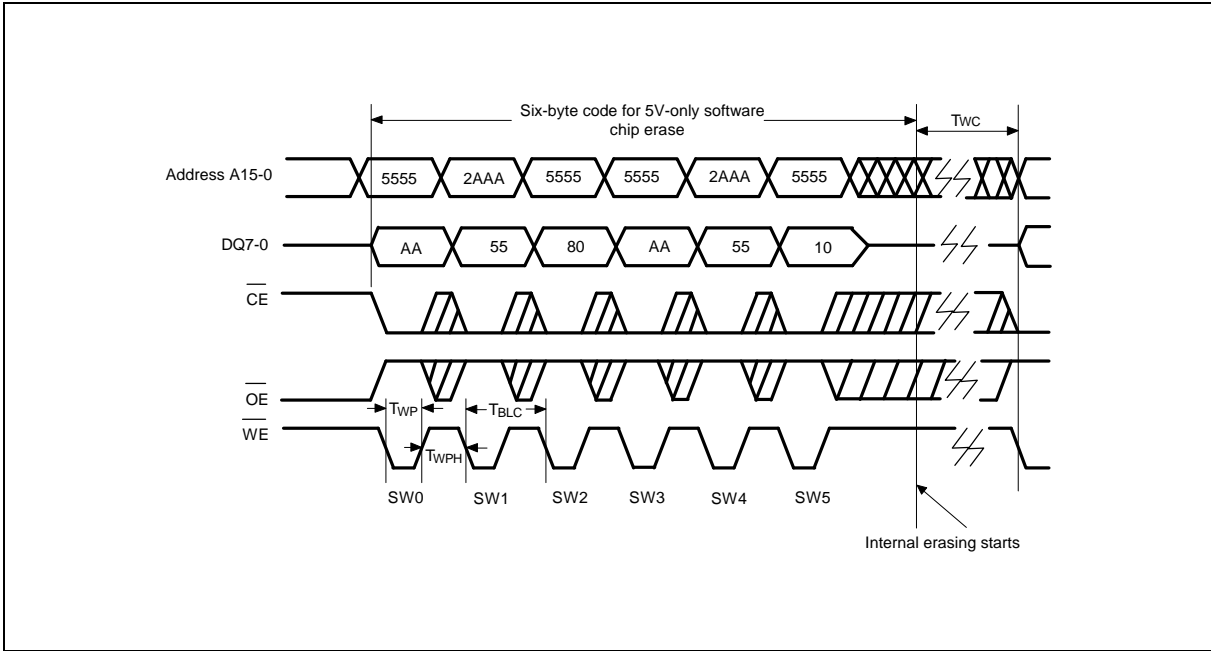 Six-byte code for 5V-only software
chip erase
TWC
Address A15-0
5555 2AAA 5555 5555 2AAA 5555
DQ7-0
AA 55 80 AA 55 10
CE
OE
TWP
TBLC
WE
TWPH
SW0 SW1 SW2 SW3 SW4 SW5
Internal erasing starts